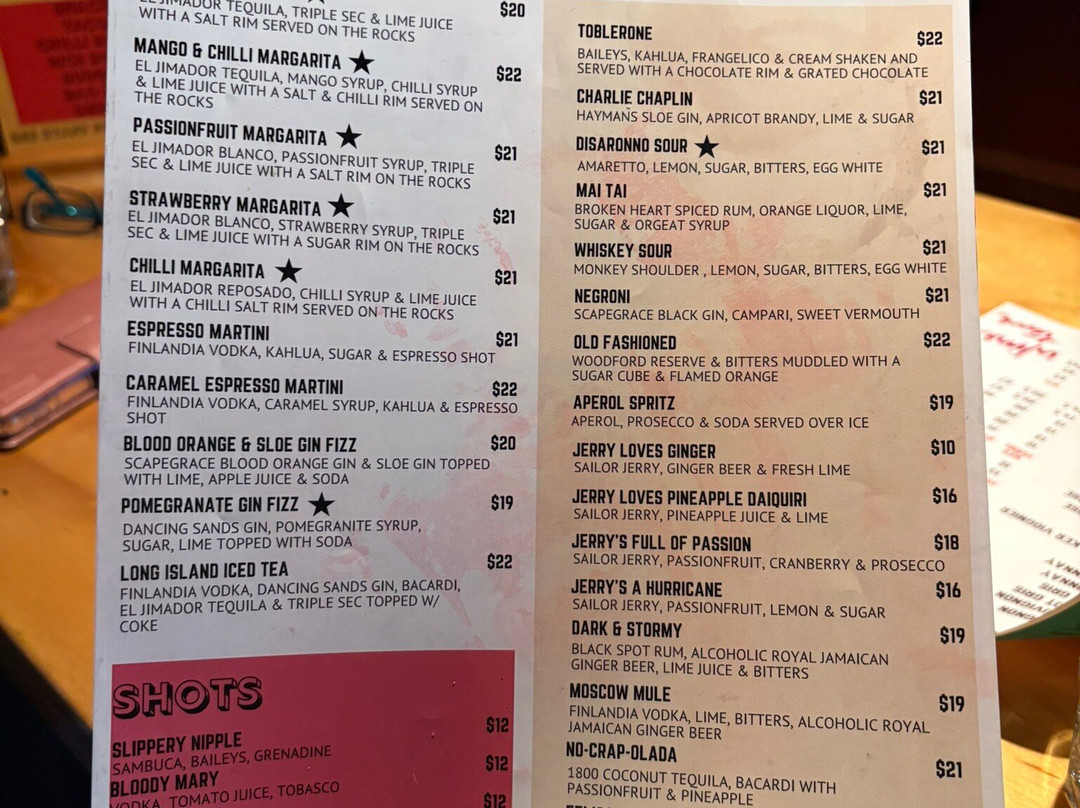 EL JIMADOR TEQUILA, TRIPLE SEC & LIME JUICE $20
WITH A SALT RIM SERVED ON THE ROCKS
MANGO & CHILLI MARGARITA ★ $22
EL JIMADOR TEQUILA, MANGO SYRUP, CHILLI SYRUP
& LIME JUICE WITH A SALT & CHILLI RIM SERVED ON
THE ROCKS
PASSIONFRUIT MARGARITA ★ $21
EL JIMADOR BLANCO, PASSIONFRUIT SYRUP, TRIPLE
SEC & LIME JUICE WITH A SALT RIM ON THE ROCKS
STRAWBERRY MARGARITA ★ $21
EL JIMADOR BLANCO, STRAWBERRY SYRUP, TRIPLE
SEC & LIME JUICE WITH A SUGAR RIM ON THE ROCKS
CHILLI MARGARITA ★ $21
EL JIMADOR REPOSADO, CHILLI SYRUP & LIME JUICE
WITH A CHILLI SALT RIM SERVED ON THE ROCKS
ESPRESSO MARTINI $21
FINLANDIA VODKA, KAHLUA, SUGAR & ESPRESSO SHOT
CARAMEL ESPRESSO MARTINI $22
FINLANDIA VODKA, CARAMEL SYRUP, KAHLUA & ESPRESSO
SHOT
BLOOD ORANGE & SLOE GIN FIZZ $20
SCAPEGRACE BLOOD ORANGE GIN & SLOE GIN TOPPED
WITH LIME, APPLE JUICE & SODA
POMEGRANATE GIN FIZZ ★ $19
DANCING SANDS GIN, POMEGRANITE SYRUP,
SUGAR, LIME TOPPED WITH SODA
LONG ISLAND ICED TEA $22
FINLANDIA VODKA, DANCING SANDS GIN, BACARDI,
EL JIMADOR TEQUILA & TRIPLE SEC TOPPED W/
COKE
SHOTS
SLIPPERY NIPPLE $12
SAMBUCA, BAILEYS, GRENADINE
BLOODY MARY $12
VODKA, TOMATO JUICE, TOBASCO
$12
TOBLERONE $22
BAILEYS, KAHLUA, FRANGELICO & CREAM SHAKEN AND
SERVED WITH A CHOCOLATE RIM & GRATED CHOCOLATE
CHARLIE CHAPLIN $21
HAYMANS SLOE GIN, APRICOT BRANDY, LIME & SUGAR
DISARONNO SOUR ★ $21
AMARETTO, LEMON, SUGAR, BITTERS, EGG WHITE
MAI TAI $21
BROKEN HEART SPICED RUM, ORANGE LIQUOR, LIME,
SUGAR & ORGEAT SYRUP
WHISKEY SOUR $21
MONKEY SHOULDER , LEMON, SUGAR, BITTERS, EGG WHITE
NEGRONI $21
SCAPEGRACE BLACK GIN, CAMPARI, SWEET VERMOUTH
OLD FASHIONED $22
WOODFORD RESERVE & BITTERS MUDDLED WITH A
SUGAR CUBE & FLAMED ORANGE
APEROL SPRITZ $19
APEROL, PROSECCO & SODA SERVED OVER ICE
JERRY LOVES GINGER $10
SAILOR JERRY, GINGER BEER & FRESH LIME
JERRY LOVES PINEAPPLE DAIQUIRI $16
SAILOR JERRY, PINEAPPLE JUICE & LIME
JERRY'S FULL OF PASSION $18
SAILOR JERRY, PASSIONFRUIT, CRANBERRY & PROSECCO
JERRY'S A HURRICANE $16
SAILOR JERRY, PASSIONFRUIT, LEMON & SUGAR
DARK & STORMY $19
BLACK SPOT RUM, ALCOHOLIC ROYAL JAMAICAN
GINGER BEER, LIME JUICE & BITTERS
MOSCOW MULE $19
FINLANDIA VODKA, LIME, BITTERS, ALCOHOLIC ROYAL
JAMAICAN GINGER BEER
NO-CRAP-OLADA $21
1800 COCONUT TEQUILA, BACARDI WITH
PASSIONFRUIT & PINEAPPLE